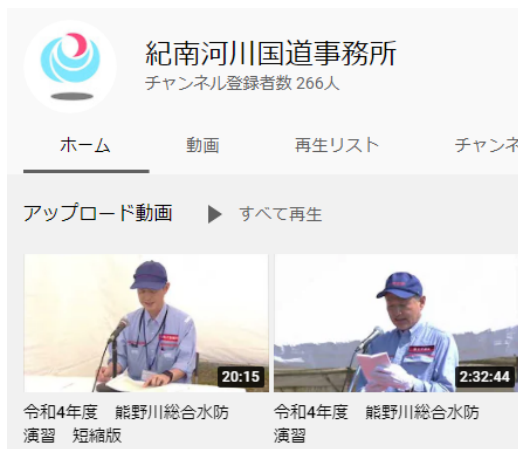 紀南河川国道事務所
チャンネル登録者数 266人
ホーム 動画 再生リスト チャンネ
アップロード動画 ▶ すべて再生
20:15 2:32:44
令和4年度 熊野川総合水防 令和4年度 熊野川総合水防
演習 短縮版 演習